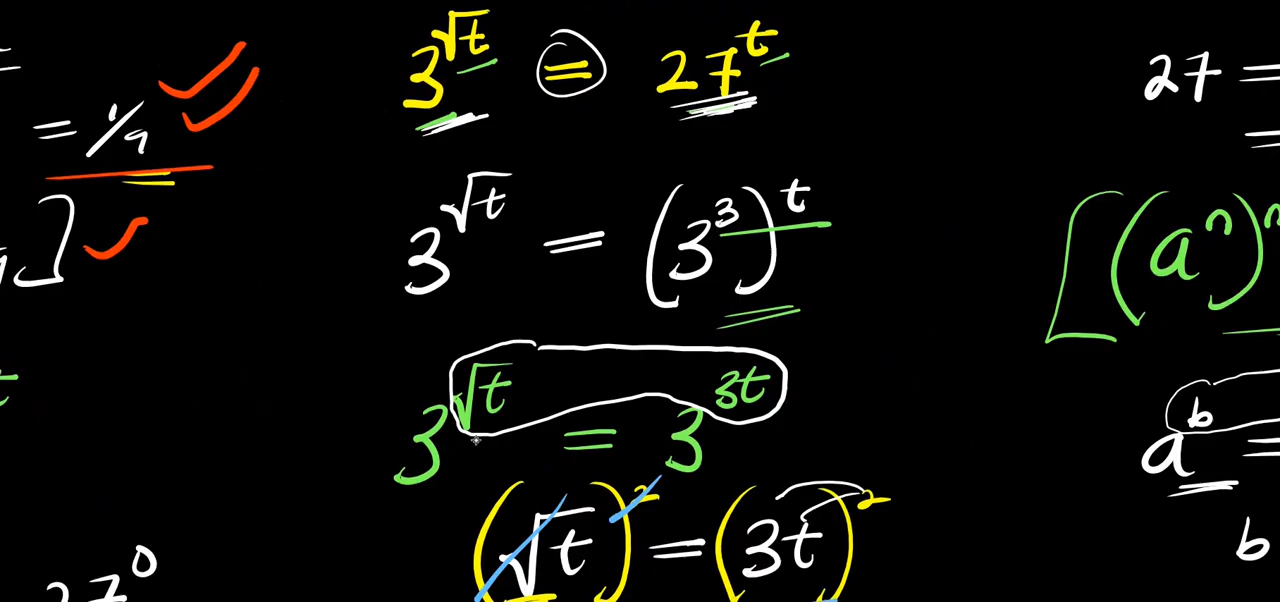 3^√t = 27^t
27 =
= 1/9
]
3^√t = (3^3)^t
[(a^n)
3^√t = 3^3t
a^b =
(√t)^2 = (3t)^2
b
27^0